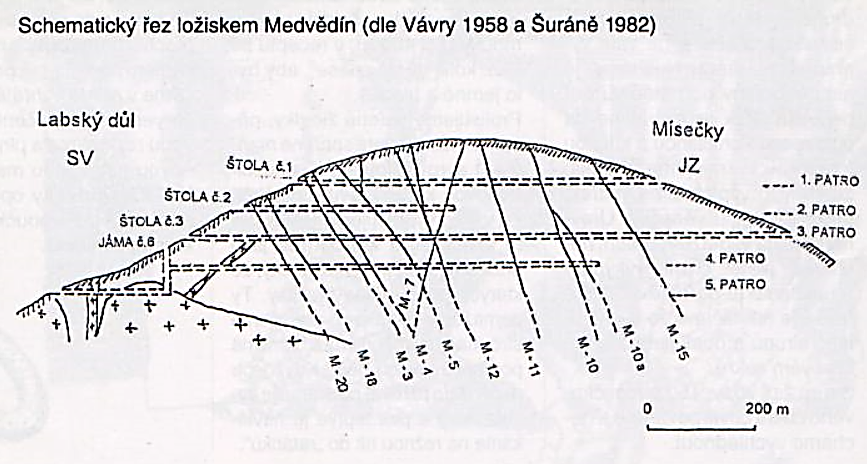 Schematický řez ložiskem Medvědín (dle Vávry 1958 a Šuráně 1982)
Labský důl
SV
Mísečky
JZ
ŠTOLA č.1
ŠTOLA č.2
ŠTOLA č.3
JÁMA č.6
1. PATRO
2. PATRO
3. PATRO
4. PATRO
5. PATRO
M-7
M-20
M-18
M-3
M-4
M-5
M-12
M-11
M-10
M-10a
M-15
0 200 m